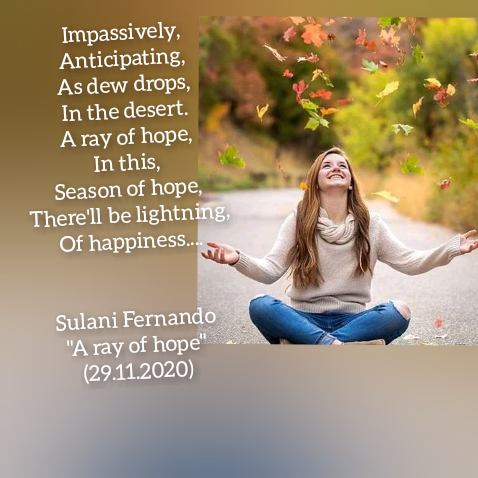 Impassively,
Anticipating,
As dew drops,
In the desert.
A ray of hope,
In this,
Season of hope,
There'll be lightning,
Of happiness....
Sulani Fernando
"A ray of hope"
(29.11.2020)